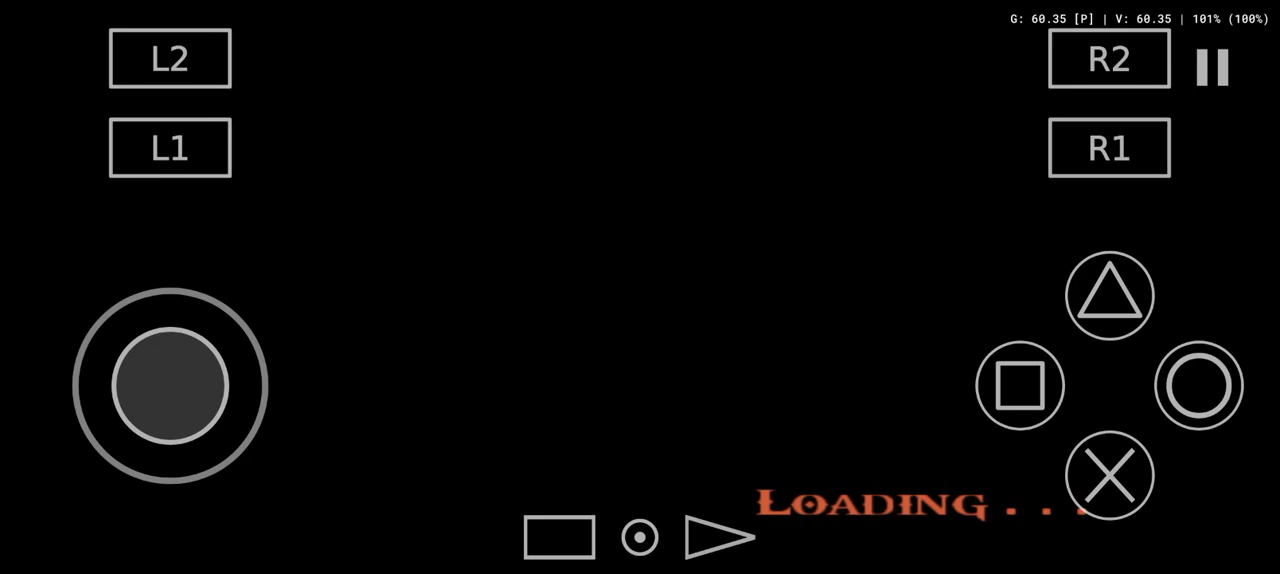 G: 60.35 [P] | V: 60.35 | 101% (100%)
L2
R2
L1
R1
LOADING . . .